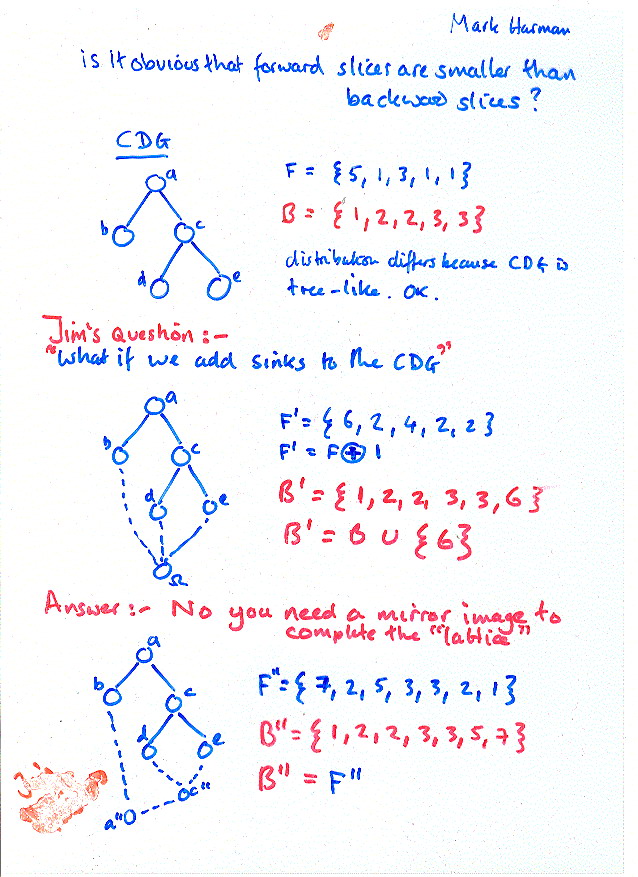 Mark Harman
is it obvious that forward slices are smaller than
backward slices?
CDG
a
b
c
d
e
F = {5, 1, 3, 1, 1}
B = {1, 2, 2, 3, 3}
distribution differs because CDG is
tree-like. OK.
Jim's Question :-
"What if we add sinks to the CDG"
a
b
c
d
e
Ω
F' = {6, 2, 4, 2, 2}
F' = F ⊕ 1
B' = {1, 2, 2, 3, 3, 6}
B' = B ∪ {6}
Answer :- No you need a mirror image to
complete the "lattice"
a
b
c
d
e
c"
a"
F" = {7, 2, 5, 3, 3, 2, 1}
B" = {1, 2, 2, 3, 3, 5, 7}
B" = F"